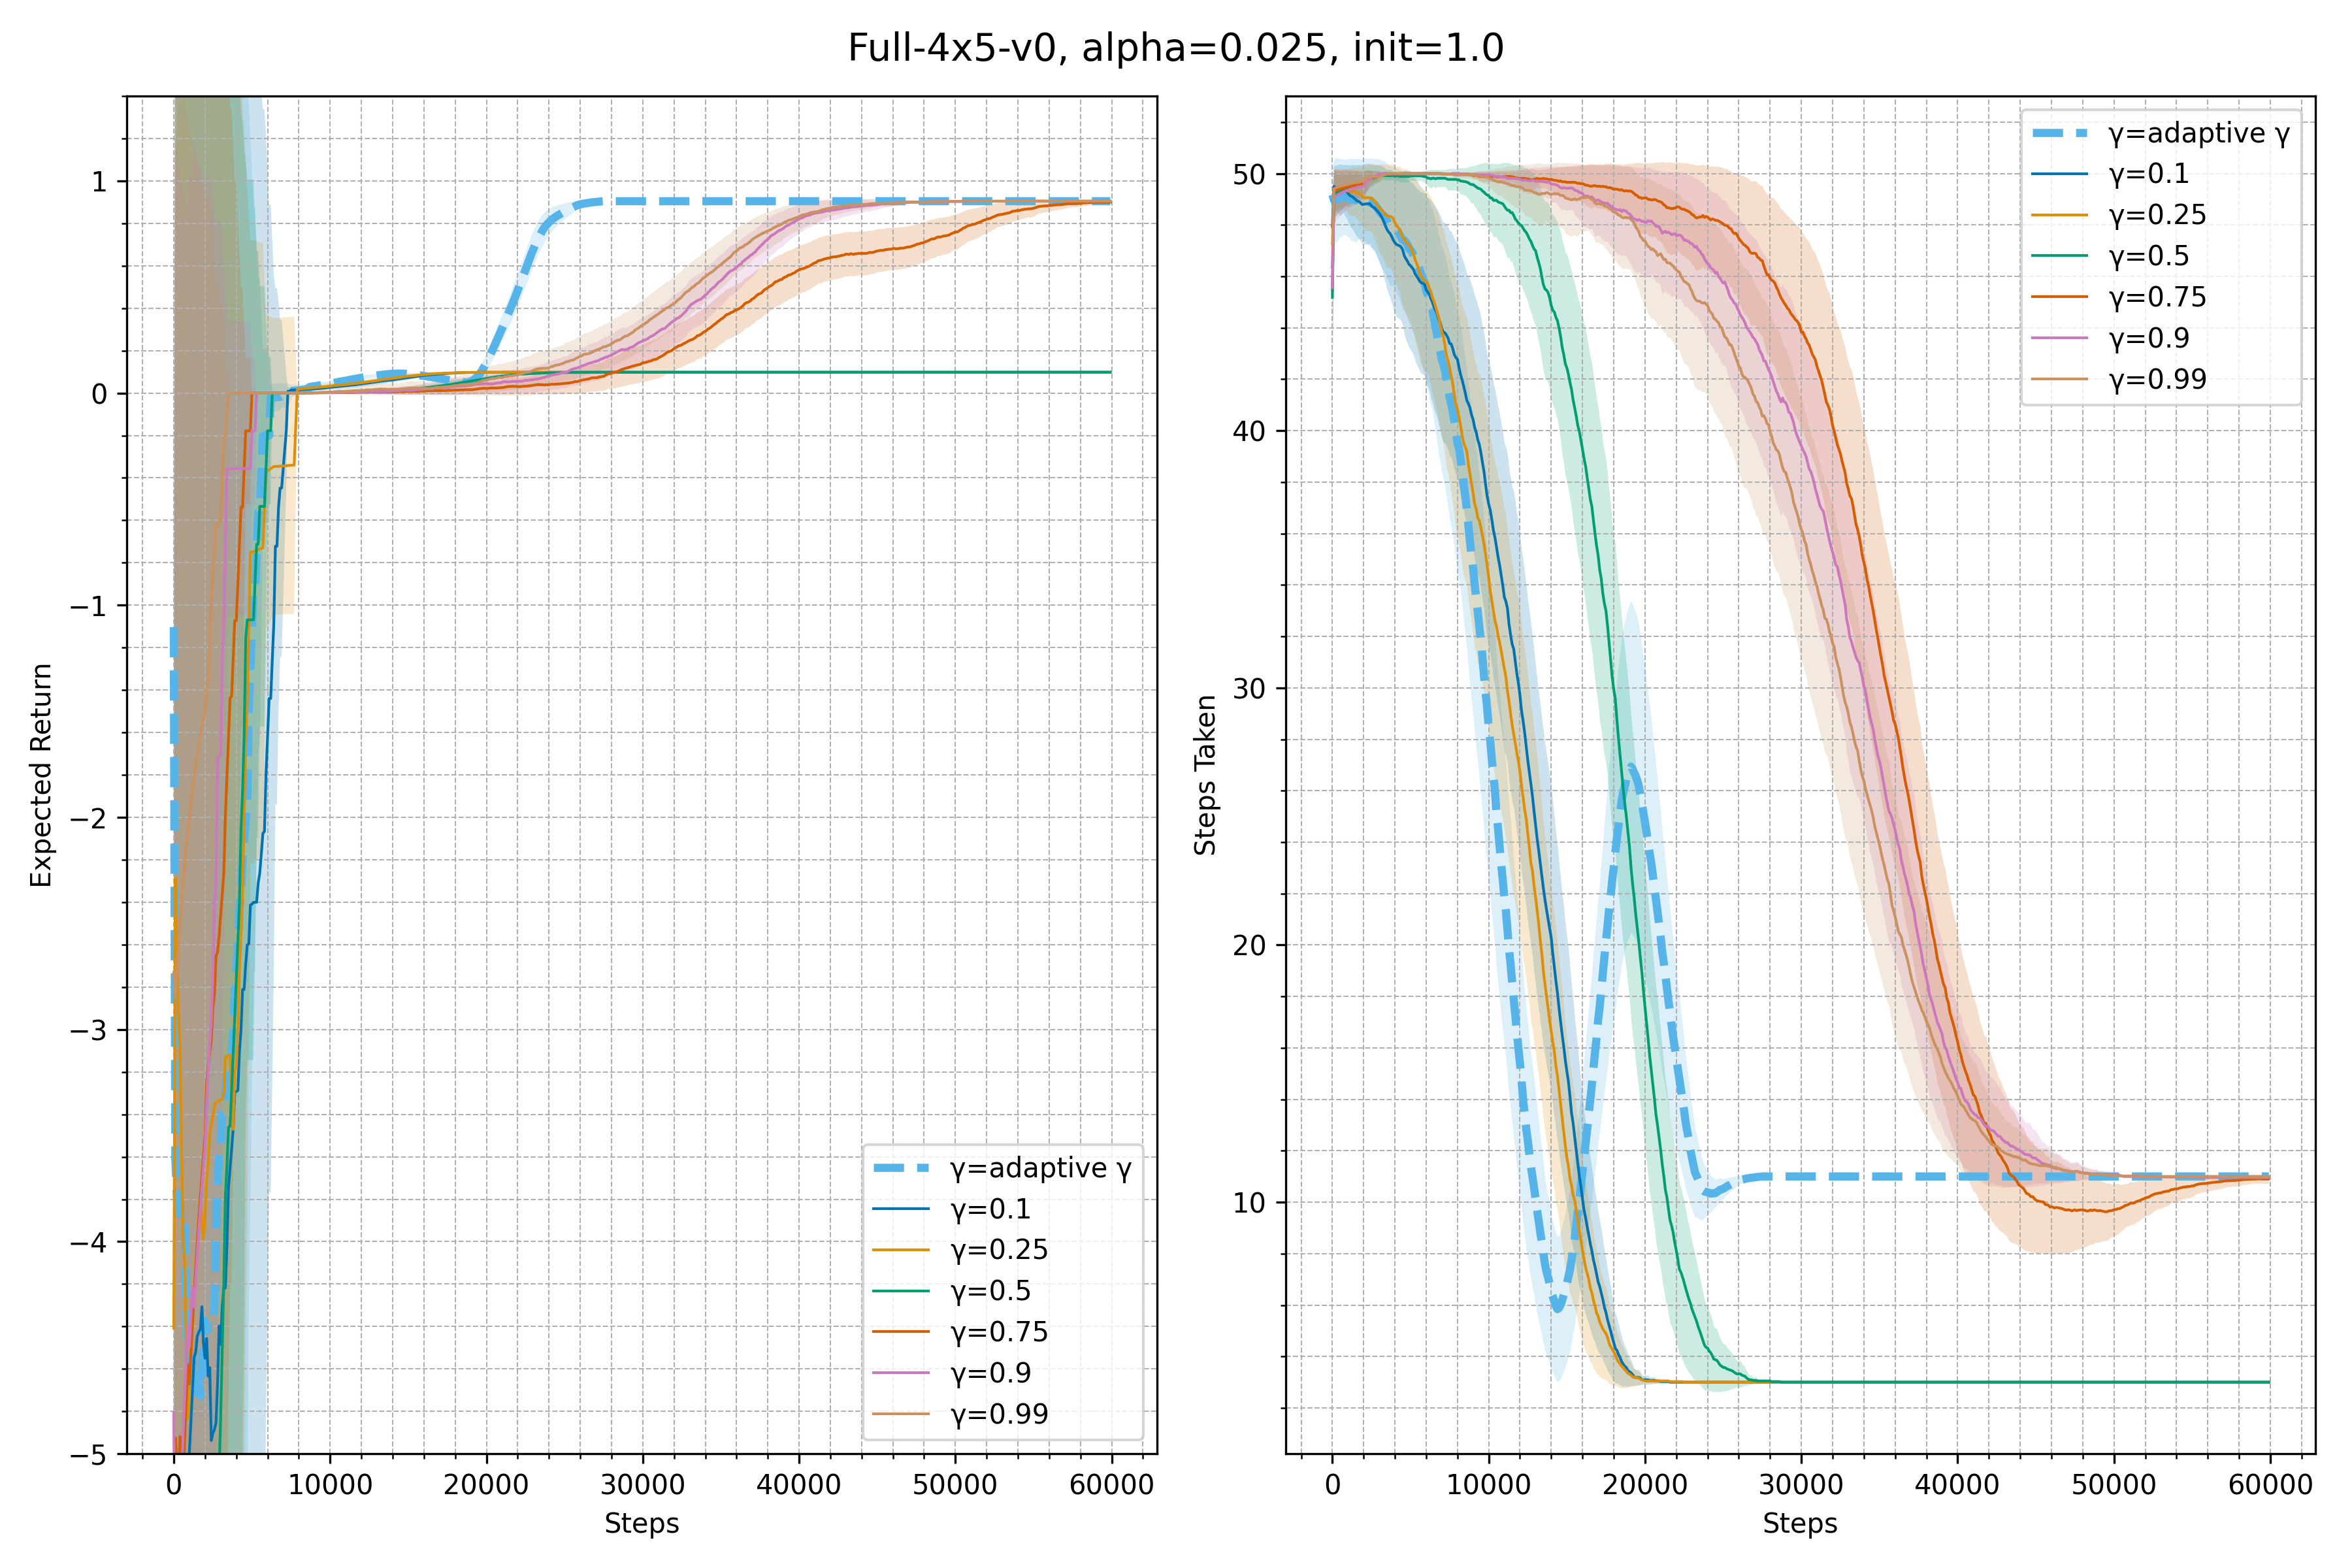 Full-4x5-v0, alpha=0.025, init=1.0
Expected Return
1
0
−1
−2
−3
−4
−5
0
10000
20000
30000
40000
50000
60000
Steps
γ=adaptive γ
γ=0.1
γ=0.25
γ=0.5
γ=0.75
γ=0.9
γ=0.99
Steps Taken
50
40
30
20
10
0
10000
20000
30000
40000
50000
60000
Steps
γ=adaptive γ
γ=0.1
γ=0.25
γ=0.5
γ=0.75
γ=0.9
γ=0.99